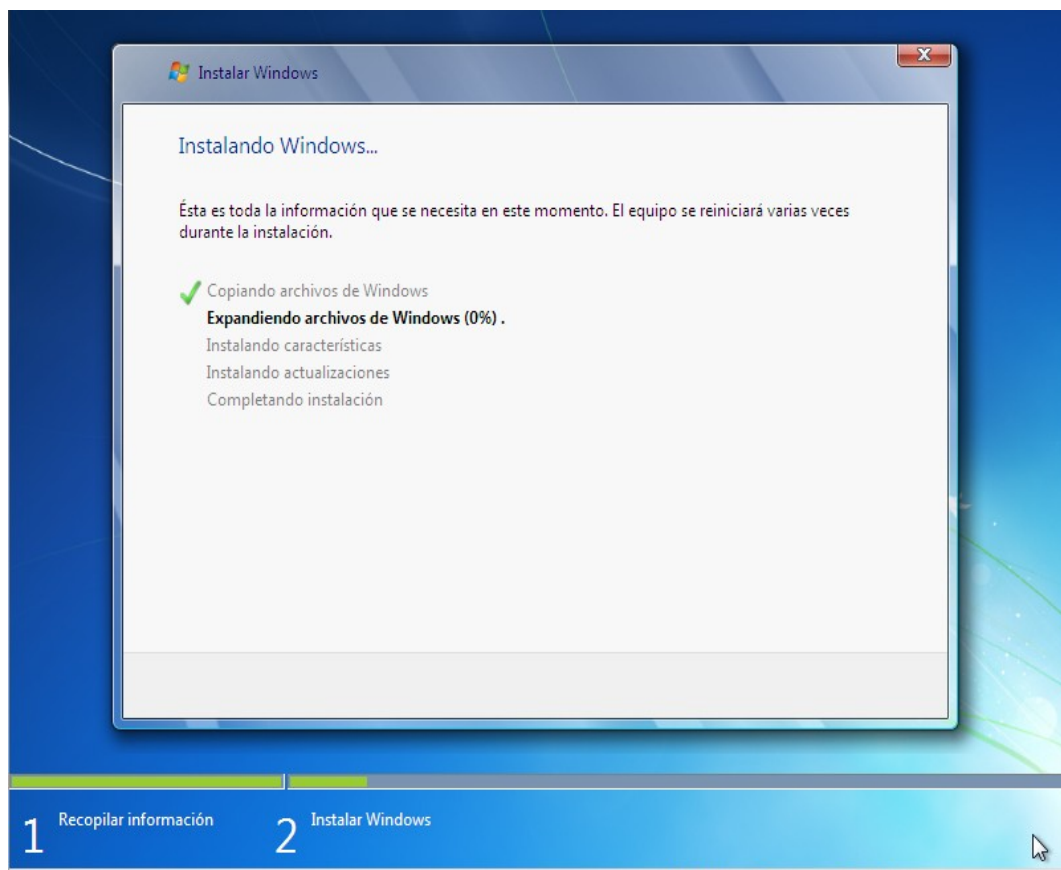 Instalar Windows
Instalando Windows...
Ésta es toda la información que se necesita en este momento. El equipo se reiniciará varias veces
durante la instalación.
Copiando archivos de Windows
Expandiendo archivos de Windows (0%) .
Instalando características
Instalando actualizaciones
Completando instalación
1 Recopilar información 2 Instalar Windows